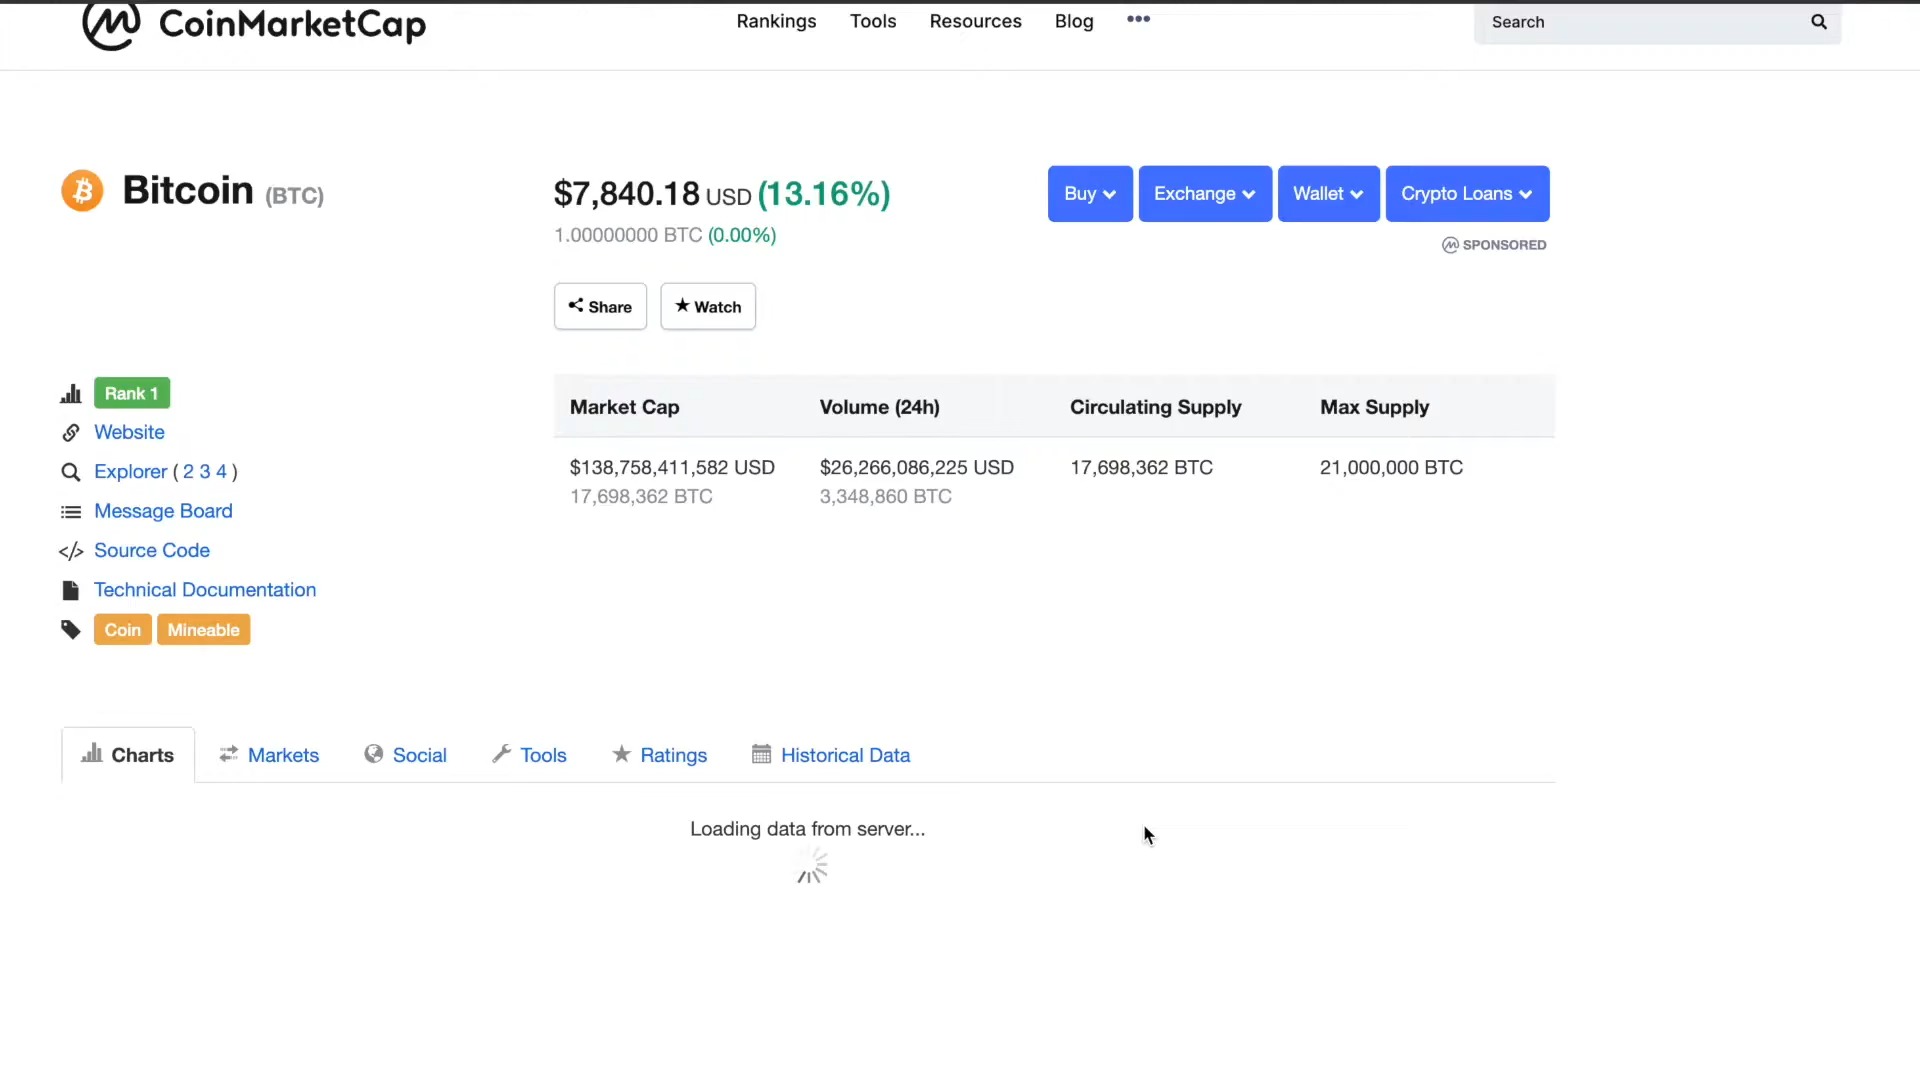 CoinMarketCap
Rankings Tools Resources Blog •••
Search
Bitcoin (BTC)
$7,840.18 USD (13.16%)
1.00000000 BTC (0.00%)
Buy Exchange Wallet Crypto Loans
SPONSORED
Share Watch
Rank 1
Website
Explorer ( 2 3 4 )
Message Board
Source Code
Technical Documentation
Coin Mineable
Market Cap Volume (24h) Circulating Supply Max Supply
$138,758,411,582 USD $26,266,086,225 USD 17,698,362 BTC 21,000,000 BTC
17,698,362 BTC 3,348,860 BTC
Charts Markets Social Tools Ratings Historical Data
Loading data from server...